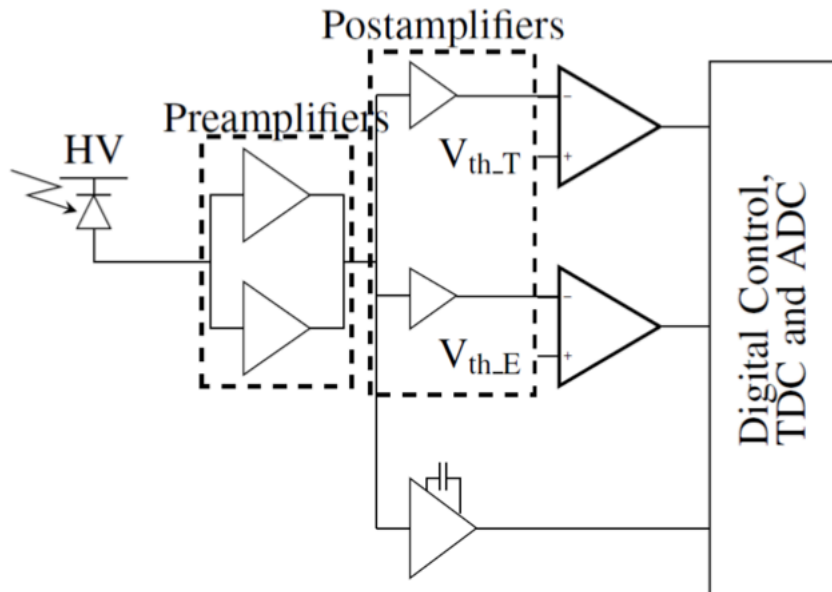 Postamplifiers
Preamplifiers
HV
V_th_T
V_th_E
−
+
−
+
Digital Control,
TDC and ADC